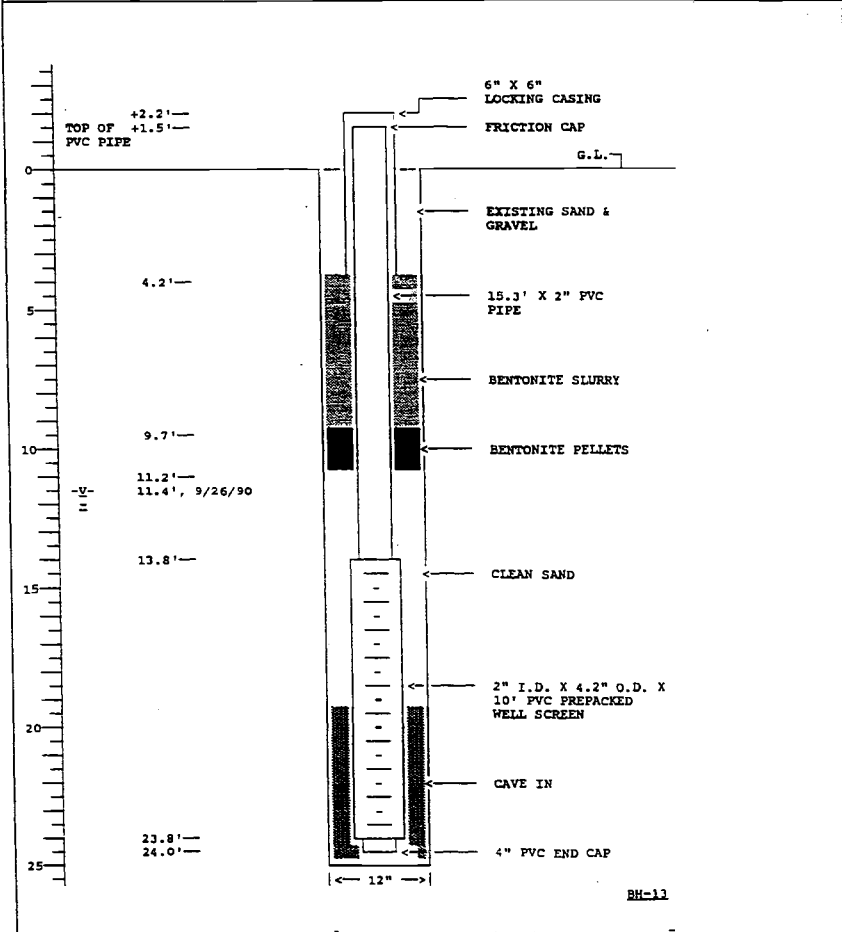 6" X 6"
LOCKING CASING
+2.2'
TOP OF +1.5'
PVC PIPE
FRICTION CAP
G.L.
0
EXISTING SAND &
GRAVEL
4.2'
15.3' X 2" PVC
PIPE
5
BENTONITE SLURRY
9.7'
10
BENTONITE PELLETS
11.2'
-V- 11.4', 9/26/90
13.8'
CLEAN SAND
15
2" I.D. X 4.2" O.D. X
10' PVC PREPACKED
WELL SCREEN
20
CAVE IN
23.8'
24.0'
4" PVC END CAP
25
12"
BH-13